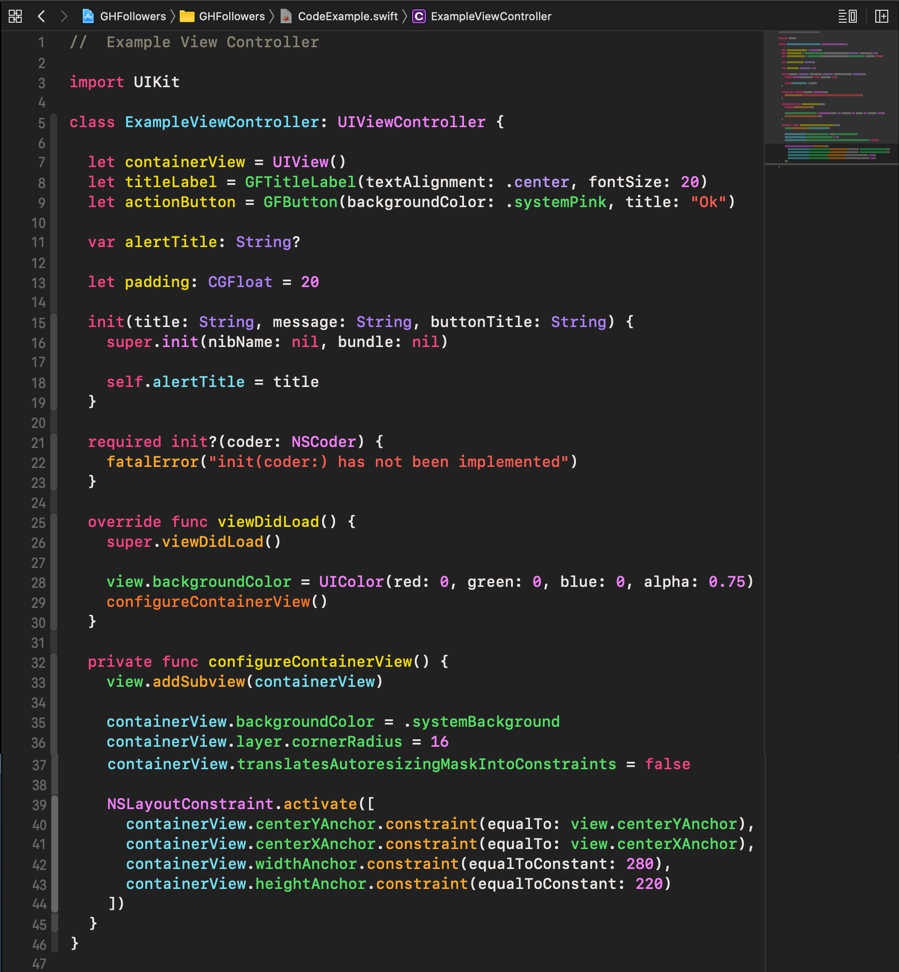 GHFollowers > GHFollowers > CodeExample.swift > C ExampleViewController
1 //  Example View Controller
2
3 import UIKit
4
5 class ExampleViewController: UIViewController {
6
7   let containerView = UIView()
8   let titleLabel = GFTitleLabel(textAlignment: .center, fontSize: 20)
9   let actionButton = GFButton(backgroundColor: .systemPink, title: "Ok")
10
11   var alertTitle: String?
12
13   let padding: CGFloat = 20
14
15   init(title: String, message: String, buttonTitle: String) {
16     super.init(nibName: nil, bundle: nil)
17
18     self.alertTitle = title
19   }
20
21   required init?(coder: NSCoder) {
22     fatalError("init(coder:) has not been implemented")
23   }
24
25   override func viewDidLoad() {
26     super.viewDidLoad()
27
28     view.backgroundColor = UIColor(red: 0, green: 0, blue: 0, alpha: 0.75)
29     configureContainerView()
30   }
31
32   private func configureContainerView() {
33     view.addSubview(containerView)
34
35     containerView.backgroundColor = .systemBackground
36     containerView.layer.cornerRadius = 16
37     containerView.translatesAutoresizingMaskIntoConstraints = false
38
39     NSLayoutConstraint.activate([
40       containerView.centerYAnchor.constraint(equalTo: view.centerYAnchor),
41       containerView.centerXAnchor.constraint(equalTo: view.centerXAnchor),
42       containerView.widthAnchor.constraint(equalToConstant: 280),
43       containerView.heightAnchor.constraint(equalToConstant: 220)
44     ])
45   }
46 }
47